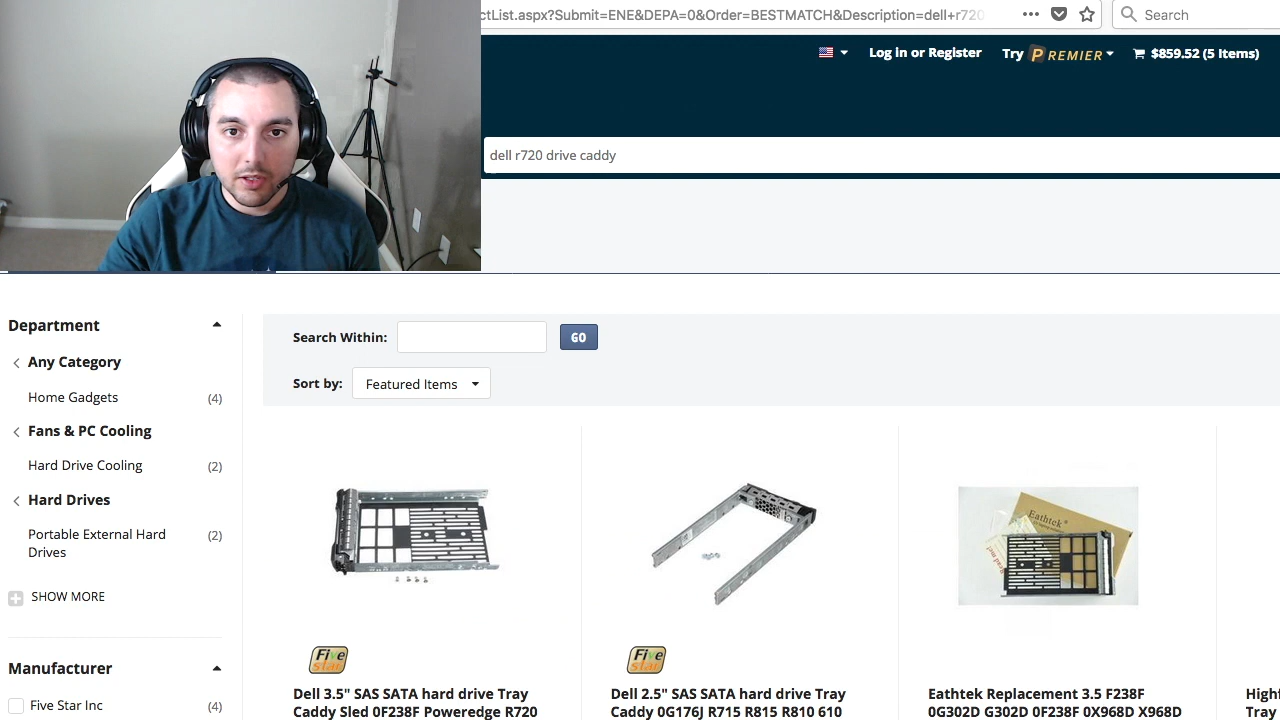 ctList.aspx?Submit=ENE&DEPA=0&Order=BESTMATCH&Description=dell+r720
Search
Log in or Register
Try PREMIER
$859.52 (5 Items)
dell r720 drive caddy
Department
Any Category
Home Gadgets (4)
Fans & PC Cooling
Hard Drive Cooling (2)
Hard Drives
Portable External Hard (2)
Drives
SHOW MORE
Manufacturer
Five Star Inc (4)
Search Within:
GO
Sort by:
Featured Items
Eathtek
Five
star
Dell 3.5" SAS SATA hard drive Tray
Caddy Sled 0F238F Poweredge R720
Five
star
Dell 2.5" SAS SATA hard drive Tray
Caddy 0G176J R715 R815 R810 610
Eathtek Replacement 3.5 F238F
0G302D G302D 0F238F 0X968D X968D
Tray